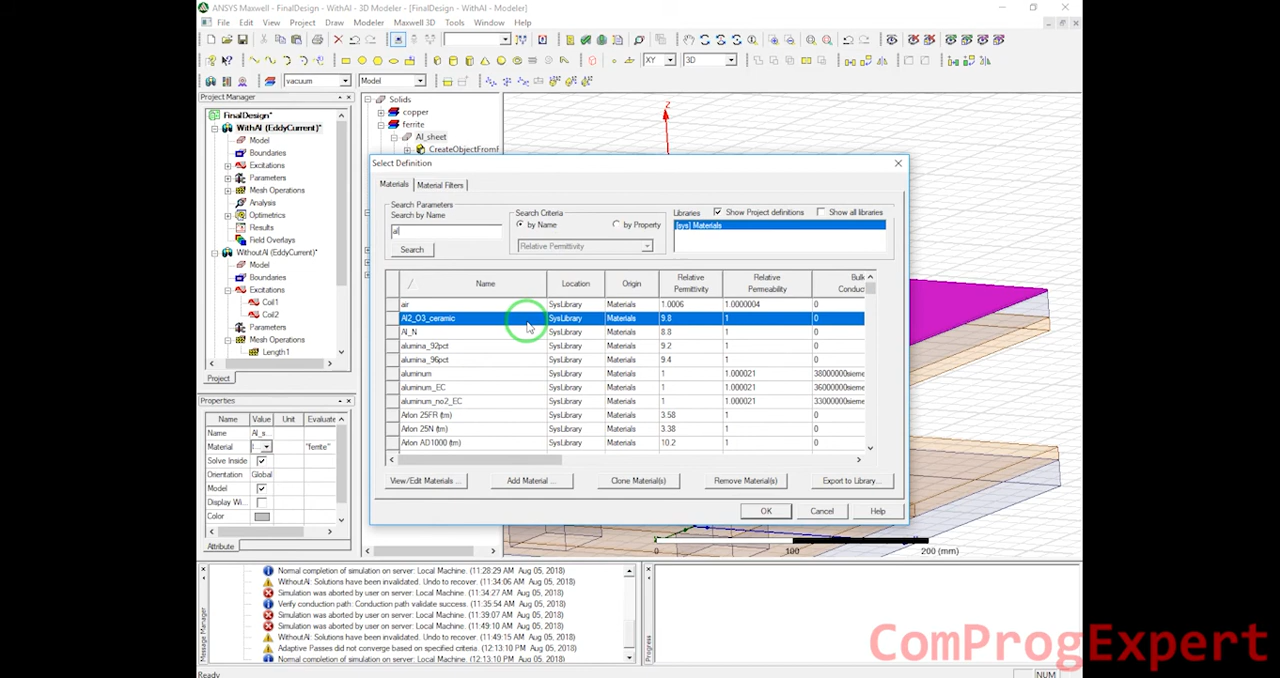 ANSYS Maxwell - FinalDesign - WithAl - 3D Modeler - [FinalDesign - WithAl - Modeler]
File Edit View Project Draw Modeler Maxwell 3D Tools Window Help
XY 3D
vacuum Model
Project Manager
FinalDesign*
WithAl (EddyCurrent)*
Model
Boundaries
Excitations
Parameters
Mesh Operations
Analysis
Optimetrics
Results
Field Overlays
WithoutAl (EddyCurrent)*
Model
Boundaries
Excitations
Coil1
Coil2
Parameters
Mesh Operations
Length1
Project
Properties
Name Value Unit Evaluate
Name Al_s...
Material "ferrite"
Solve Inside
Orientation Global
Model
Display Wi...
Color
Attribute
Solids
copper
ferrite
Al_sheet
CreateObjectFromF
Z
Select Definition
Materials Material Filters
Search Parameters
Search by Name
al
Search
Search Criteria
by Name by Property
Relative Permittivity
Libraries Show Project definitions Show all libraries
[sys] Materials
/ Name Location Origin Relative Permittivity Relative Permeability Bulk Conduc
air SysLibrary Materials 1.0006 1.0000004 0
Al2_O3_ceramic SysLibrary Materials 9.8 1 0
Al_N SysLibrary Materials 8.8 1 0
alumina_92pct SysLibrary Materials 9.2 1 0
alumina_96pct SysLibrary Materials 9.4 1 0
aluminum SysLibrary Materials 1 1.000021 38000000sieme
aluminum_EC SysLibrary Materials 1 1.000021 36000000sieme
aluminum_no2_EC SysLibrary Materials 1 1.000021 33000000sieme
Arlon 25FR (tm) SysLibrary Materials 3.58 1 0
Arlon 25N (tm) SysLibrary Materials 3.38 1 0
Arlon AD1000 (tm) SysLibrary Materials 10.2 1 0
View/Edit Materials ... Add Material ... Clone Material(s) Remove Material(s) Export to Library...
OK Cancel Help
0 100 200 (mm)
Message Manager
Normal completion of simulation on server: Local Machine. (11:28:29 AM Aug 05, 2018)
WithoutAl: Solutions have been invalidated. Undo to recover. (11:34:06 AM Aug 05, 2018)
Simulation was aborted by user on server: Local Machine. (11:34:27 AM Aug 05, 2018)
Verify conduction path: Conduction path validate success. (11:35:54 AM Aug 05, 2018)
Simulation was aborted by user on server: Local Machine. (11:39:07 AM Aug 05, 2018)
Simulation was aborted by user on server: Local Machine. (11:49:10 AM Aug 05, 2018)
WithoutAl: Solutions have been invalidated. Undo to recover. (11:49:15 AM Aug 05, 2018)
Adaptive Passes did not converge based on specified criteria. (12:13:10 PM Aug 05, 2018)
Normal completion of simulation on server: Local Machine. (12:13:10 PM Aug 05, 2018)
Progress
ComProgExpert
Ready
NUM